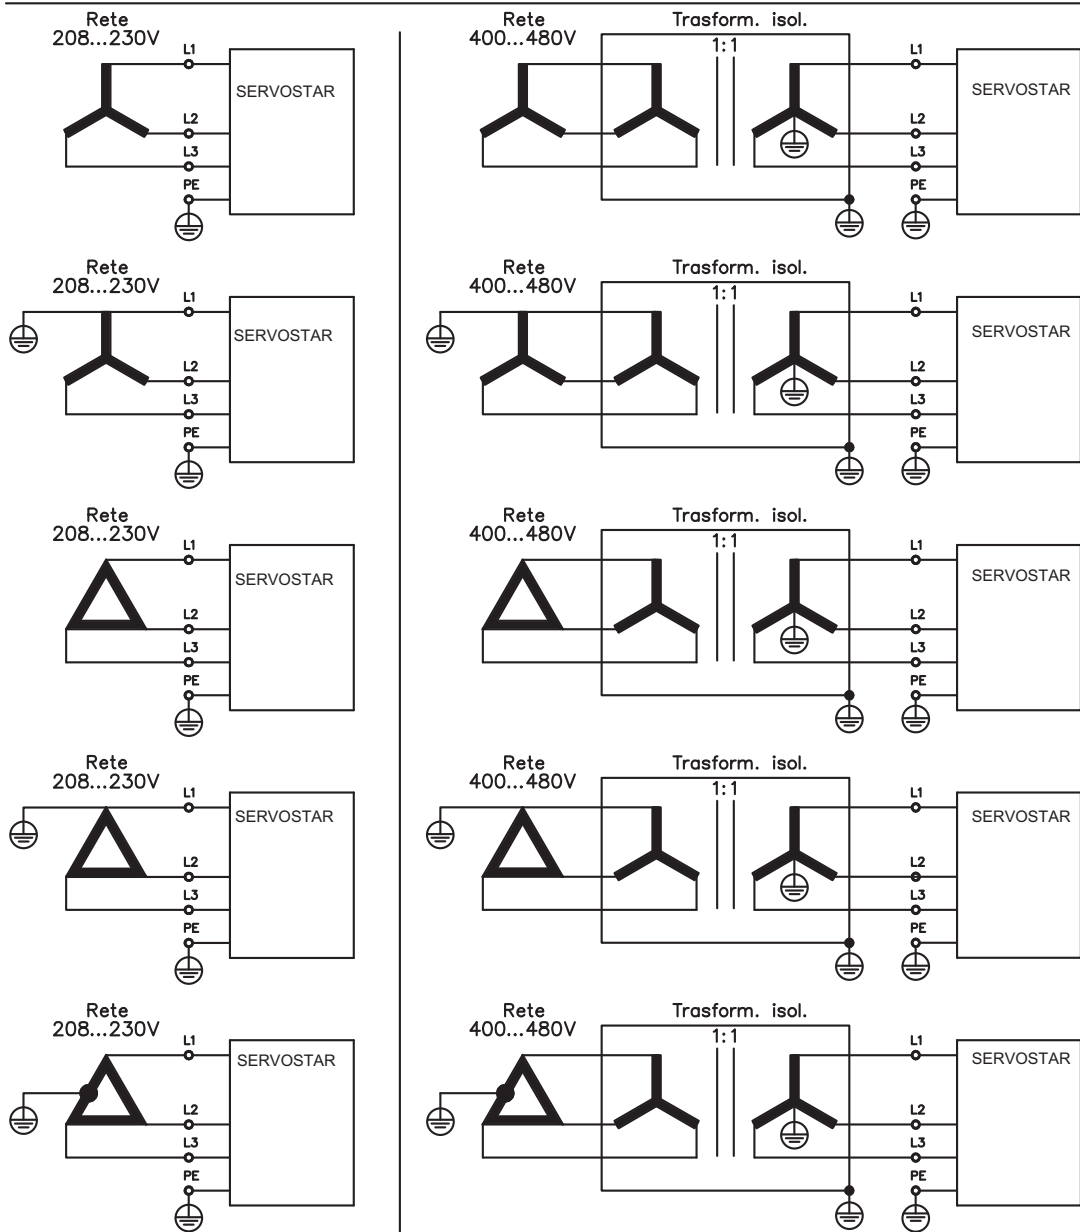 Rete
208...230V
L1
SERVOSTAR
L2
L3
PE
Rete
400...480V
Trasform. isol.
1:1
L1
SERVOSTAR
L2
L3
PE
Rete
208...230V
L1
SERVOSTAR
L2
L3
PE
Rete
400...480V
Trasform. isol.
1:1
L1
SERVOSTAR
L2
L3
PE
Rete
208...230V
L1
SERVOSTAR
L2
L3
PE
Rete
400...480V
Trasform. isol.
1:1
L1
SERVOSTAR
L2
L3
PE
Rete
208...230V
L1
SERVOSTAR
L2
L3
PE
Rete
400...480V
Trasform. isol.
1:1
L1
SERVOSTAR
L2
L3
PE
Rete
208...230V
L1
SERVOSTAR
L2
L3
PE
Rete
400...480V
Trasform. isol.
1:1
L1
SERVOSTAR
L2
L3
PE